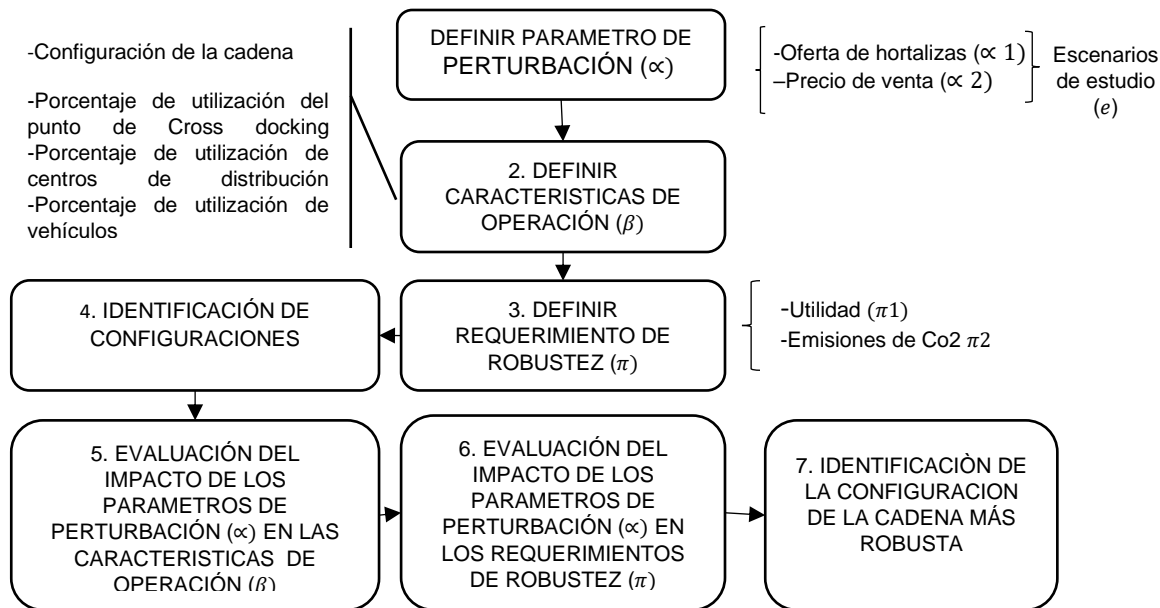 DEFINIR PARAMETRO DE
PERTURBACIÓN (∝)
-Oferta de hortalizas (∝ 1)
–Precio de venta (∝ 2)
Escenarios
de estudio
(e)
-Configuración de la cadena
-Porcentaje de utilización del
punto de Cross docking
-Porcentaje de utilización de
centros de distribución
-Porcentaje de utilización de
vehículos
2. DEFINIR
CARACTERISTICAS DE
OPERACIÓN (β)
3. DEFINIR
REQUERIMIENTO DE
ROBUSTEZ (π)
-Utilidad (π1)
-Emisiones de Co2 π2
4. IDENTIFICACIÓN DE
CONFIGURACIONES
5. EVALUACIÓN DEL
IMPACTO DE LOS
PARAMETROS DE
PERTURBACIÓN (∝) EN LAS
CARACTERISTICAS DE
OPERACIÓN (β)
6. EVALUACIÓN DEL
IMPACTO DE LOS
PARAMETROS DE
PERTURBACIÓN (∝) EN
LOS REQUERIMIENTOS
DE ROBUSTEZ (π)
7. IDENTIFICACIÒN DE
LA CONFIGURACION
DE LA CADENA MÁS
ROBUSTA